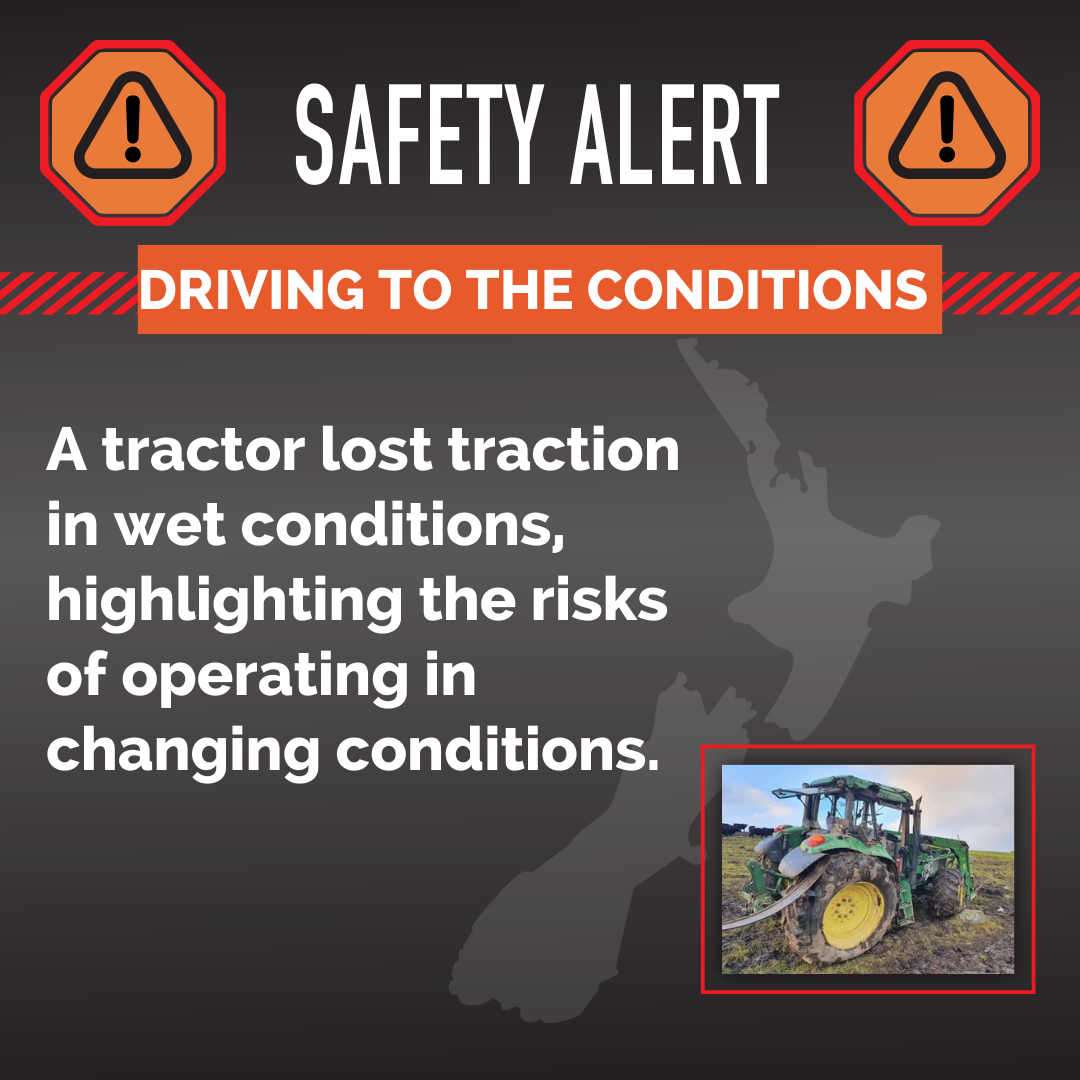 SAFETY ALERT
DRIVING TO THE CONDITIONS
A tractor lost traction
in wet conditions,
highlighting the risks
of operating in
changing conditions.